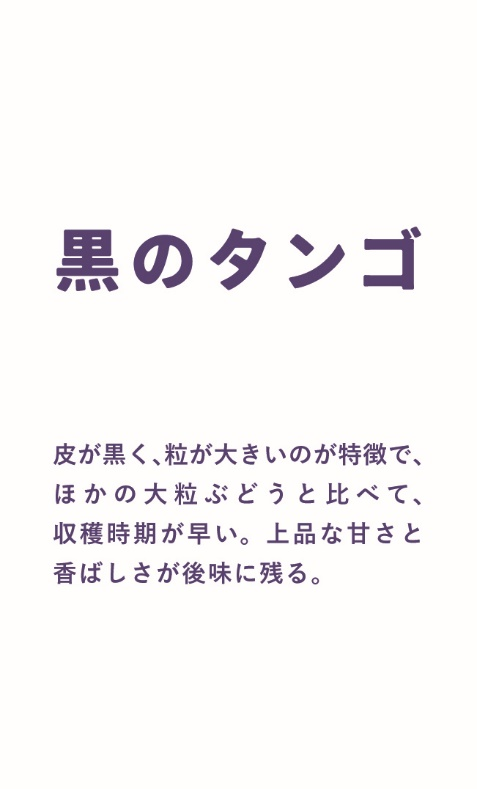 黒のタンゴ
皮が黒く、粒が大きいのが特徴で、
ほかの大粒ぶどうと比べて、
収穫時期が早い。上品な甘さと
香ばしさが後味に残る。